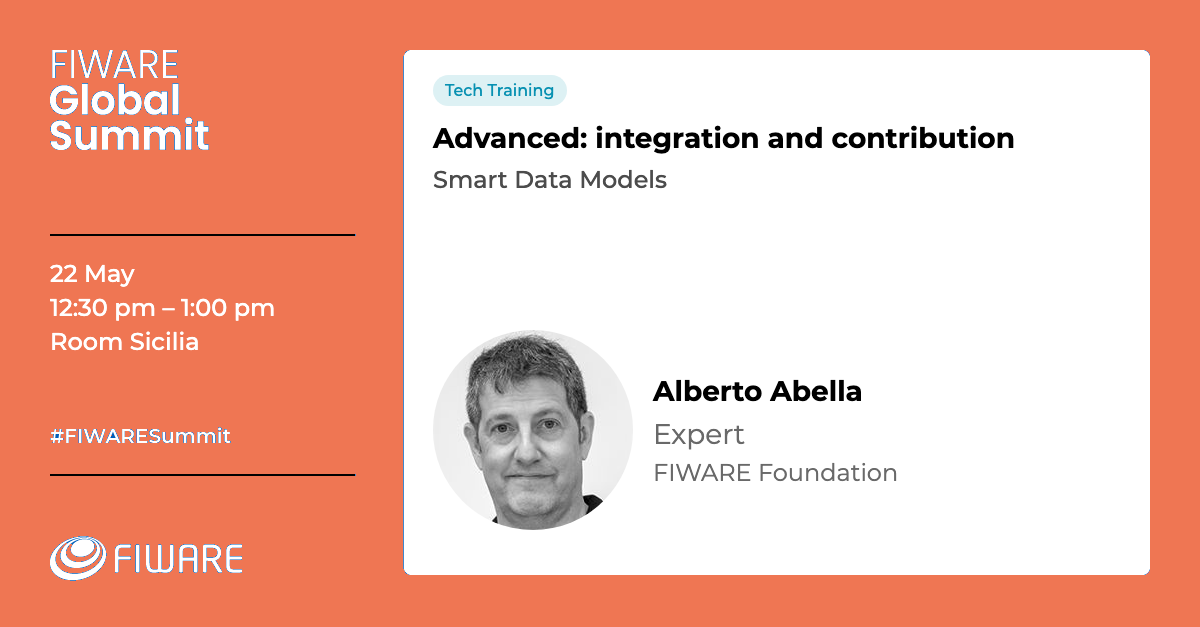 FIWARE
Global
Summit
22 May
12:30 pm – 1:00 pm
Room Sicilia
#FIWARESummit
FIWARE
Tech Training
Advanced: integration and contribution
Smart Data Models
Alberto Abella
Expert
FIWARE Foundation